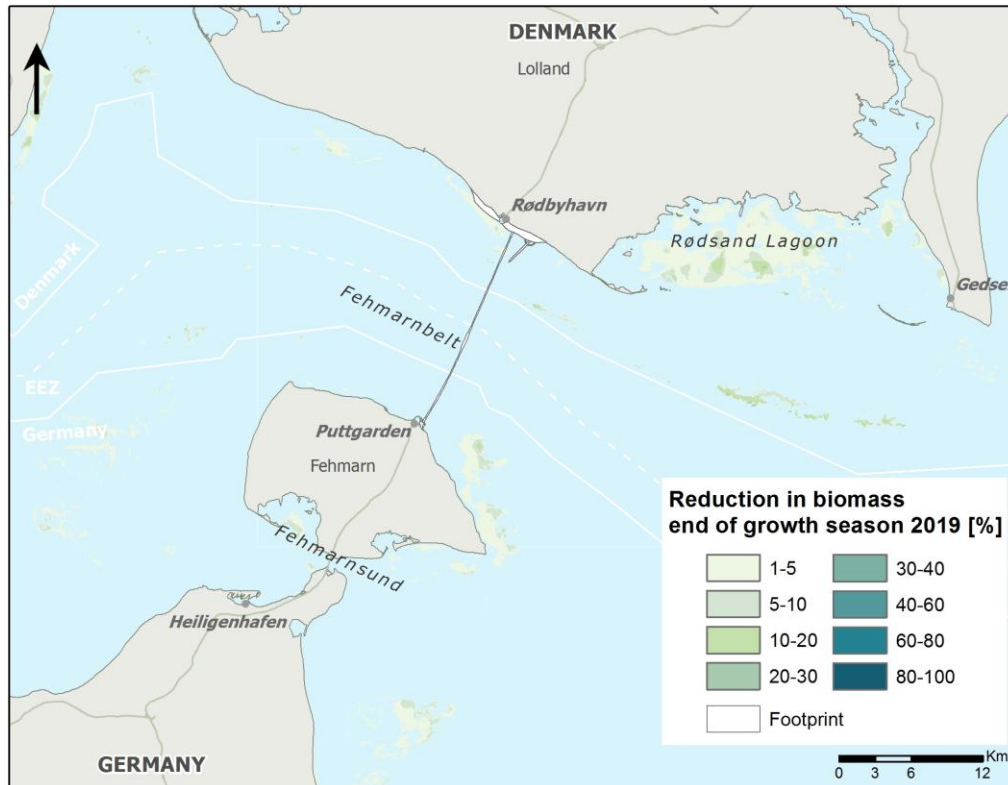 DENMARK
Lolland
Rødbyhavn
Rødsand Lagoon
Gedser
Denmark
Fehmarnbelt
EEZ
Germany
Puttgarden
Fehmarn
Fehmarnsund
Heiligenhafen
GERMANY
Reduction in biomass
end of growth season 2019 [%]
1-5
30-40
5-10
40-60
10-20
60-80
20-30
80-100
Footprint
Km
0 3 6 12